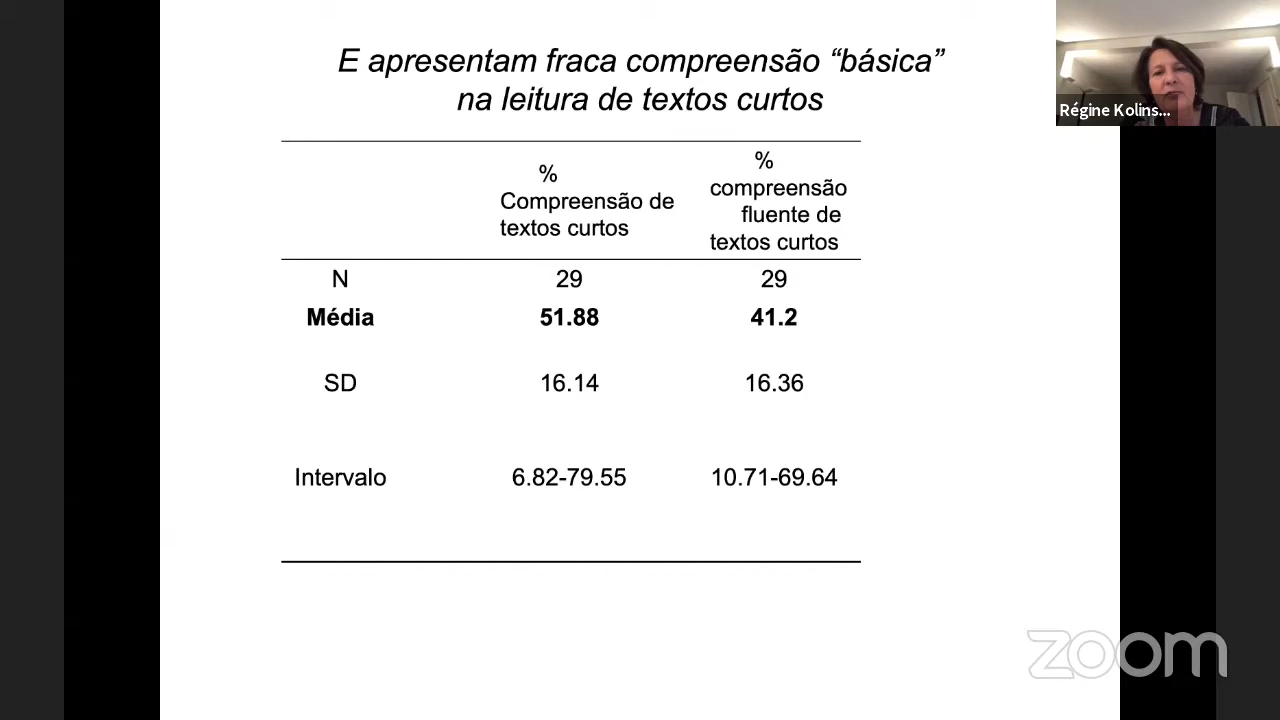 E apresentam fraca compreensão “básica”
na leitura de textos curtos
%
Compreensão de
textos curtos
%
compreensão
fluente de
textos curtos
N 29 29
Média 51.88 41.2
SD 16.14 16.36
Intervalo 6.82-79.55 10.71-69.64
Régine Kolins...
zoom